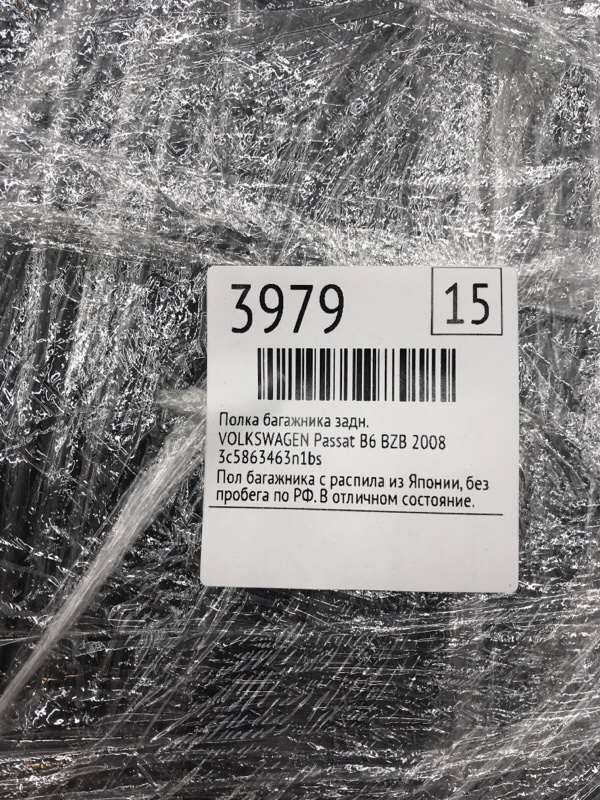 3979
15
Полка багажника задн.
VOLKSWAGEN Passat B6 BZB 2008
3c5863463n1bs
Пол багажника с распила из Японии, без
пробега по РФ. В отличном состояние.